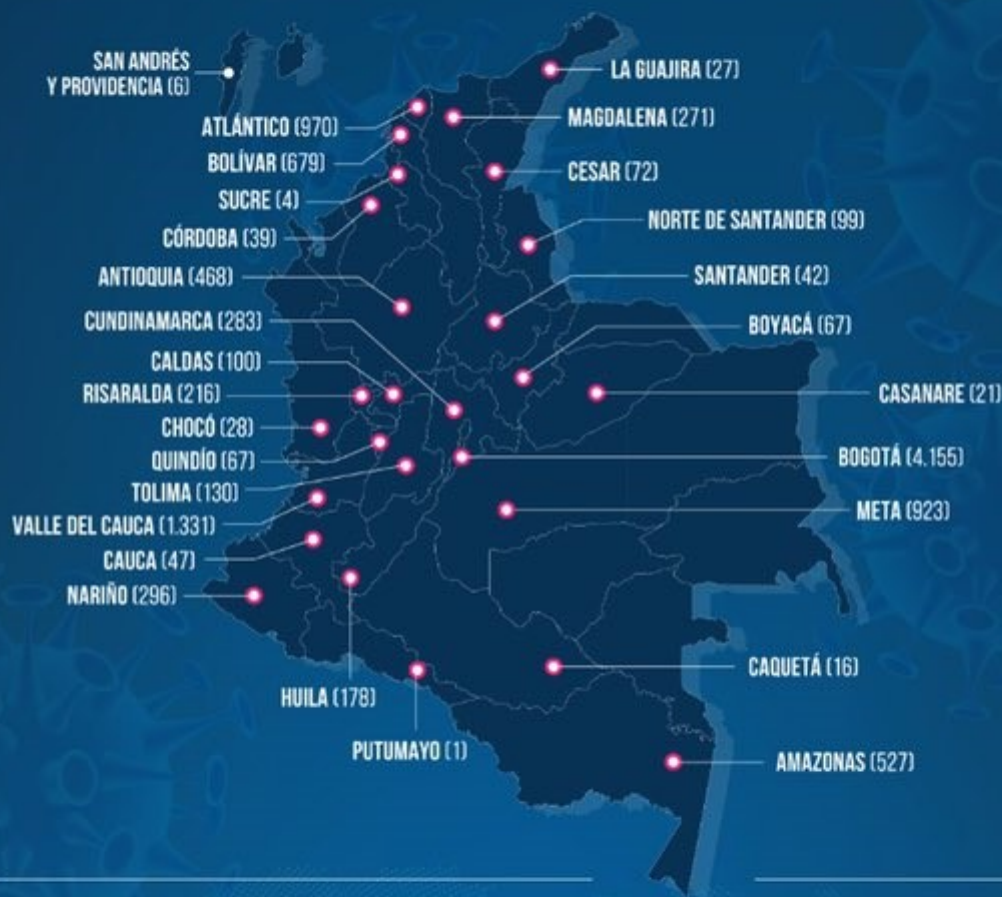 SAN ANDRÉS
Y PROVIDENCIA (6)
ATLÁNTICO (970)
BOLÍVAR (679)
SUCRE (4)
CÓRDOBA (39)
ANTIOQUIA (468)
CUNDINAMARCA (283)
CALDAS (100)
RISARALDA (216)
CHOCÓ (28)
QUINDÍO (67)
TOLIMA (130)
VALLE DEL CAUCA (1.331)
CAUCA (47)
NARIÑO (296)
HUILA (178)
PUTUMAYO (1)
LA GUAJIRA (27)
MAGDALENA (271)
CESAR (72)
NORTE DE SANTANDER (99)
SANTANDER (42)
BOYACÁ (67)
CASANARE (21)
BOGOTÁ (4.155)
META (923)
CAQUETÁ (16)
AMAZONAS (527)